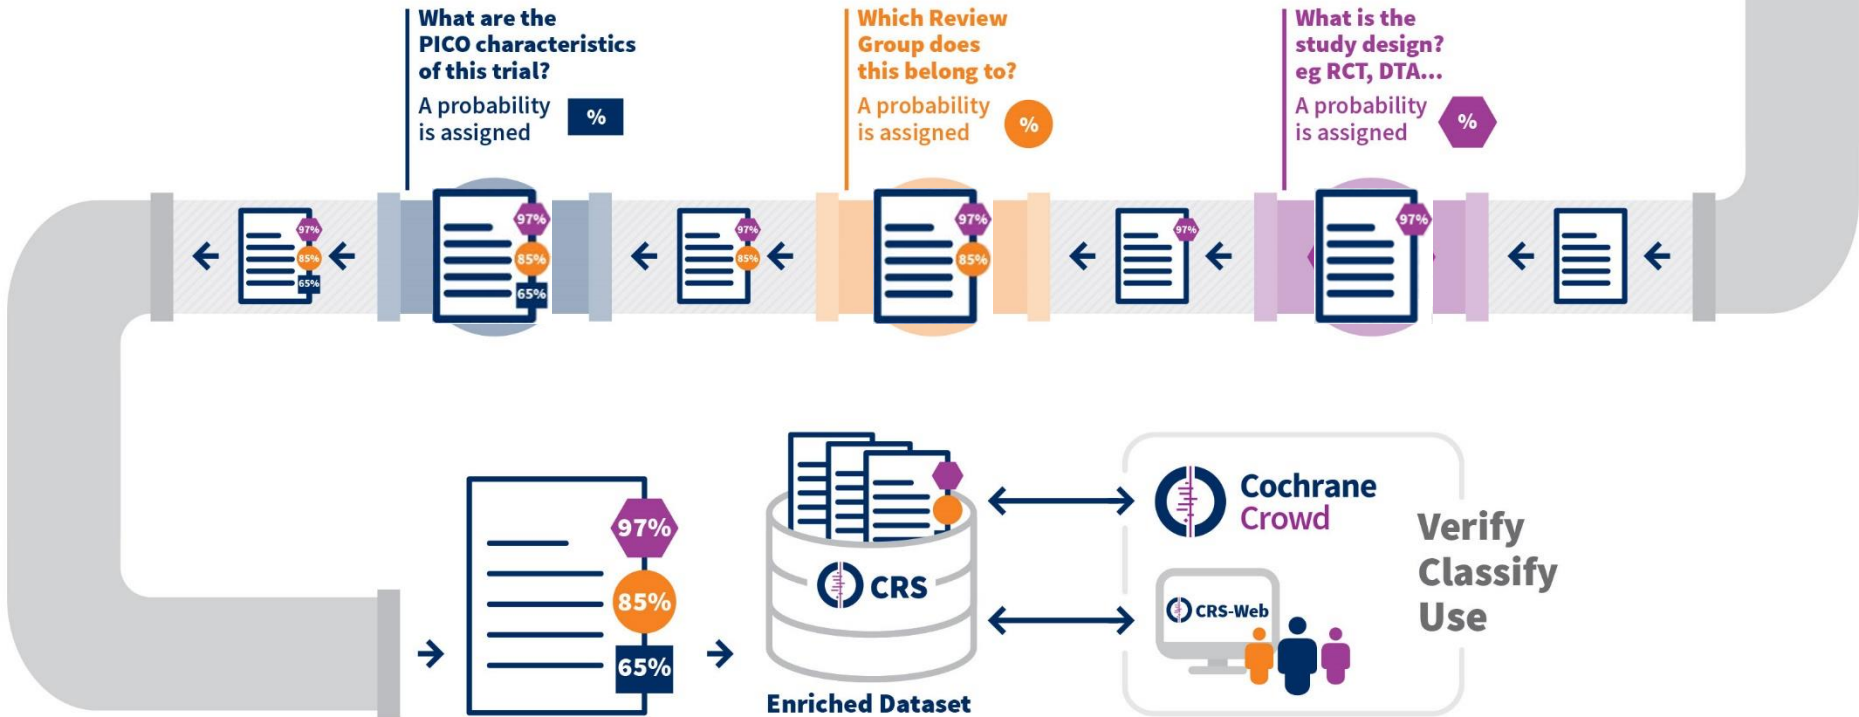 What are the
PICO characteristics
of this trial?
A probability
is assigned
%
Which Review
Group does
this belong to?
A probability
is assigned
%
What is the
study design?
eg RCT, DTA...
A probability
is assigned
%
97%
85%
65%
97%
85%
65%
97%
85%
97%
85%
97%
97%
97%
85%
65%
CRS
Enriched Dataset
Cochrane
Crowd
CRS-Web
Verify
Classify
Use